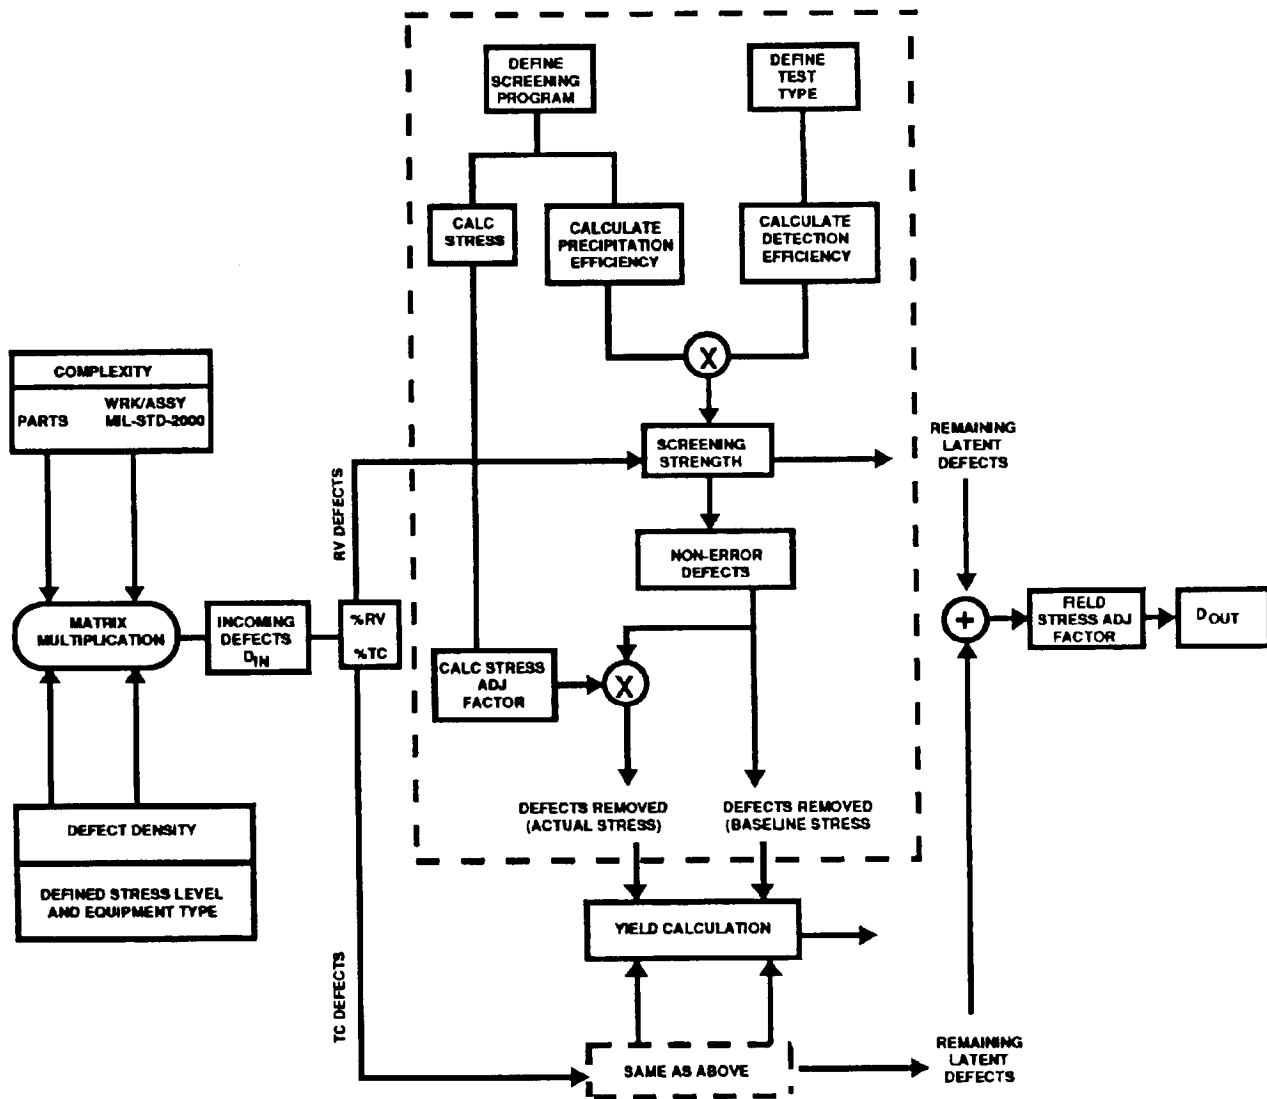 DEFINE
SCREENING
PROGRAM
DEFINE
TEST
TYPE
CALC
STRESS
CALCULATE
PRECIPITATION
EFFICIENCY
CALCULATE
DETECTION
EFFICIENCY
X
COMPLEXITY
PARTS
WRK/ASSY
MIL-STD-2000
SCREENING
STRENGTH
REMAINING
LATENT
DEFECTS
RV DEFECTS
NON-ERROR
DEFECTS
MATRIX
MULTIPLICATION
INCOMING
DEFECTS
DIN
%RV
%TC
CALC STRESS
ADJ
FACTOR
X
+
FIELD
STRESS ADJ
FACTOR
DOUT
DEFECTS REMOVED
(ACTUAL STRESS)
DEFECTS REMOVED
(BASELINE STRESS
DEFECT DENSITY
DEFINED STRESS LEVEL
AND EQUIPMENT TYPE
YIELD CALCULATION
TC DEFECTS
SAME AS ABOVE
REMAINING
LATENT
DEFECTS